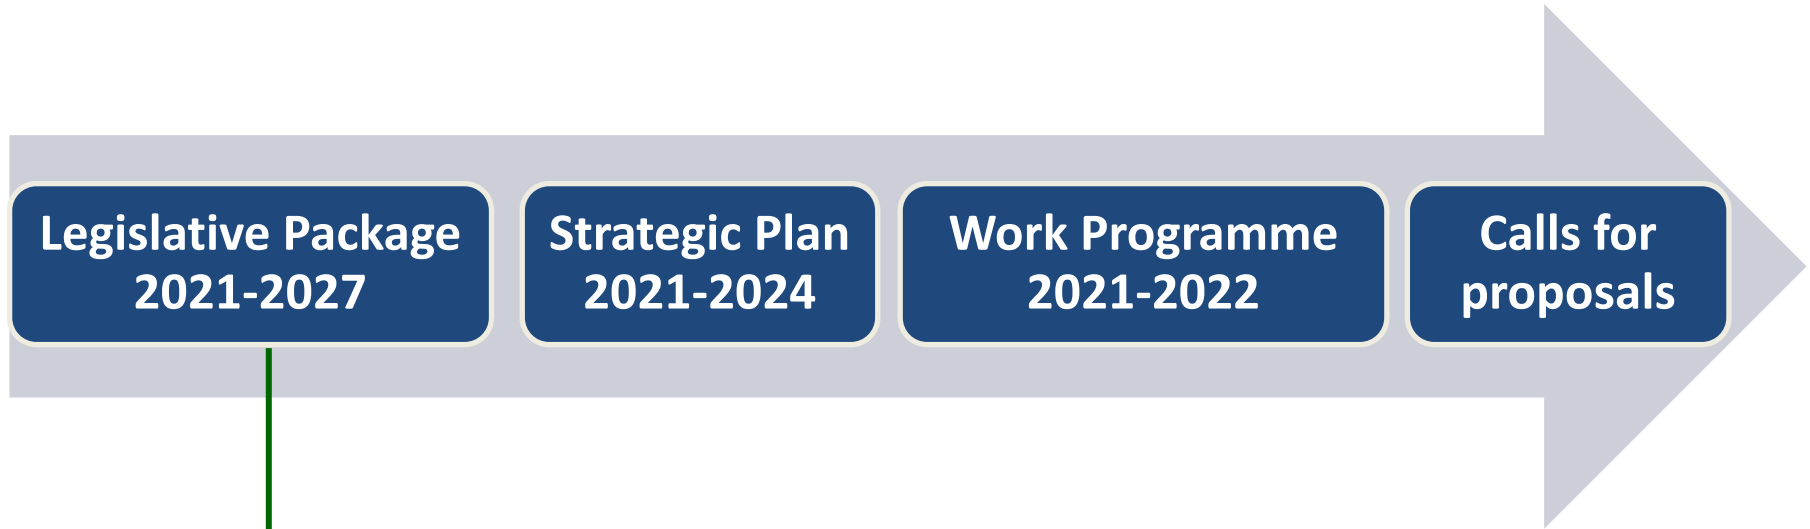 Legislative Package
2021-2027
Strategic Plan
2021-2024
Work Programme
2021-2022
Calls for
proposals